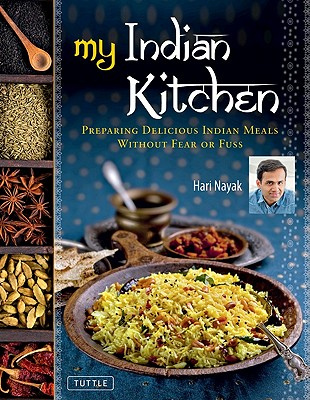 my Indian
Kitchen
PREPARING DELICIOUS INDIAN MEALS
WITHOUT FEAR OR FUSS
Hari Nayak
TUTTLE